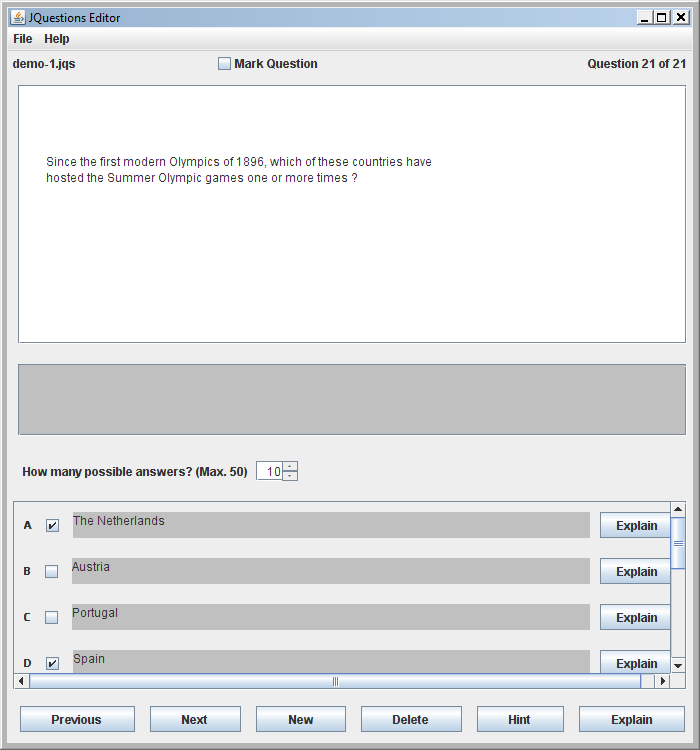 JQuestions Editor
File Help
demo-1.jqs Mark Question Question 21 of 21
Since the first modern Olympics of 1896, which of these countries have
hosted the Summer Olympic games one or more times ?
How many possible answers? (Max. 50) 10
A The Netherlands Explain
B Austria Explain
C Portugal Explain
D Spain Explain
Previous Next New Delete Hint Explain